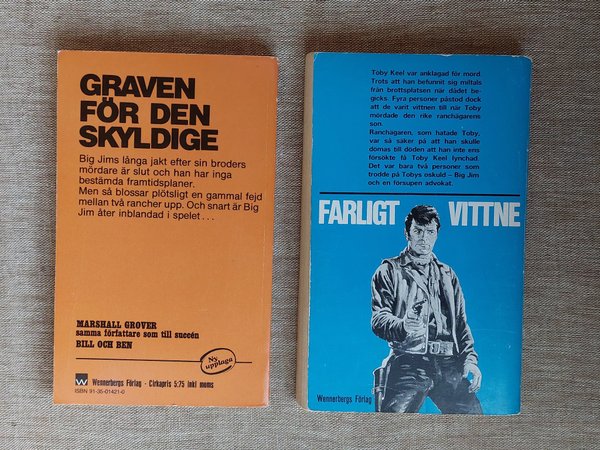 GRAVEN
FÖR DEN
SKYLDIGE
Big Jims långa jakt efter sin broders
mördare är slut och han har inga
bestämda framtidsplaner.
Men så blossar plötsligt en gammal fejd
mellan två rancher upp. Och snart är Big
Jim åter inblandad i spelet . . .
MARSHALL GROVER
samma författare som till succén
BILL OCH BEN
Ny
upplaga
W
Wennerbergs Förlag · Cirkapris 5:75 inkl moms
ISBN 91-35-01421-0
Toby Keel var anklagad för mord.
Trots att han befunnit sig miltals
från brottsplatsen när dådet be-
gicks. Fyra personer påstod dock
att de varit vittnen till när Toby
mördade den rike ranchägarens
son.
Ranchägaren, som hatade Toby,
var så säker på att han skulle
dömas till döden att han inte ens
försökte få Toby Keel lynchad.
Det var bara två personer som
trodde på Tobys oskuld – Big Jim
och en försupen advokat.
FARLIGT VITTNE
Wennerbergs Förlag